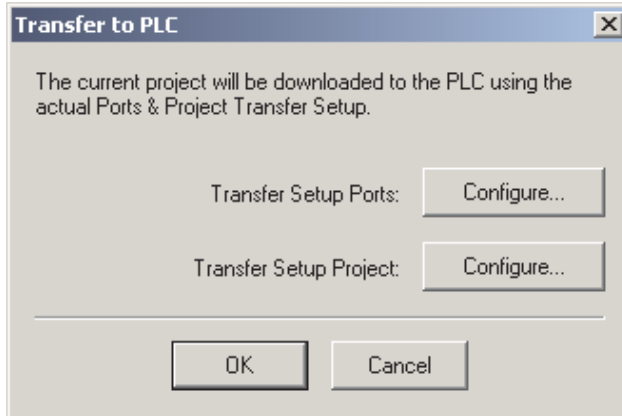 Transfer to PLC
The current project will be downloaded to the PLC using the
actual Ports & Project Transfer Setup.
Transfer Setup Ports: Configure...
Transfer Setup Project: Configure...
OK Cancel